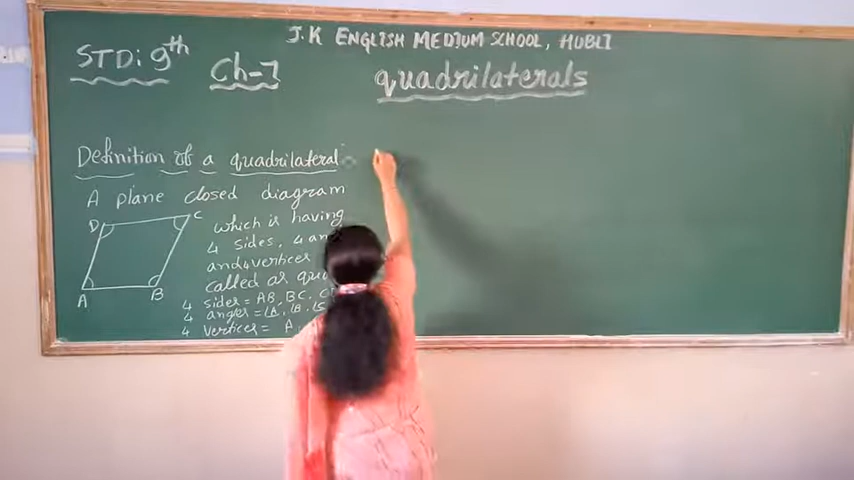 J.K ENGLISH MEDIUM SCHOOL, HUBLI
STD: 9th
Ch-7
quadrilaterals
Definition of a quadrilateral
A plane closed diagram
which is having
4 sides, 4 an
and 4 vertices
called as qua
4 sides = AB, BC, C
4 angles = ∠A, ∠B, ∠C
4 vertices = A
D
C
A
B